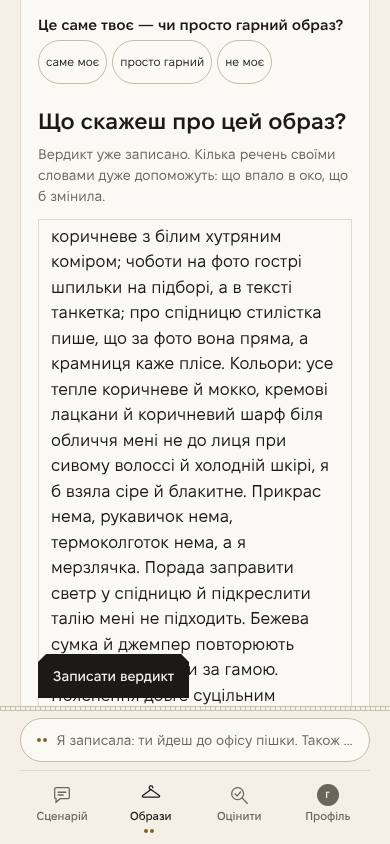 Це саме твоє — чи просто гарний образ?
саме моє просто гарний не моє
Що скажеш про цей образ?
Вердикт уже записано. Кілька речень своїми
словами дуже допоможуть: що впало в око, що
б змінила.
коричневе з білим хутряним
коміром; чоботи на фото гострі
шпильки на підборі, а в тексті
танкетка; про спідницю стилістка
пише, що за фото вона пряма, а
крамниця каже плісе. Кольори: усе
тепле коричневе й мокко, кремові
лацкани й коричневий шарф біля
обличчя мені не до лиця при
сивому волоссі й холодній шкірі, я
б взяла сіре й блакитне. Прикрас
нема, рукавичок нема,
термоколготок нема, а я
мерзлячка. Порада заправити
светр у спідницю й підкреслити
талію мені не підходить. Бежева
сумка й джемпер повторюють
за гамою.
суцільним
Записати вердикт
Я записала: ти йдеш до офісу пішки. Також ...
Сценарій Образи Оцінити Профіль
г